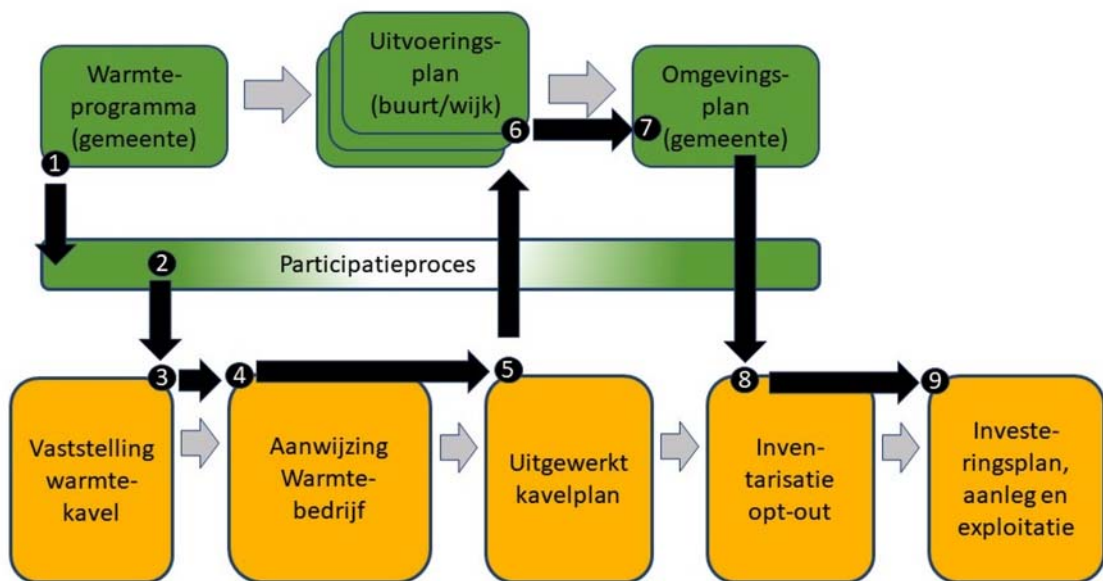 Warmte-
programma
(gemeente)
1
Uitvoerings-
plan
(buurt/wijk)
6
Omgevings-
plan
(gemeente)
7
2
Participatieproces
3
Vaststelling
warmte-
kavel
4
Aanwijzing
Warmte-
bedrijf
5
Uitgewerkt
kavelplan
8
Inven-
tarisatie
opt-out
9
Investe-
ringsplan,
aanleg en
exploitatie